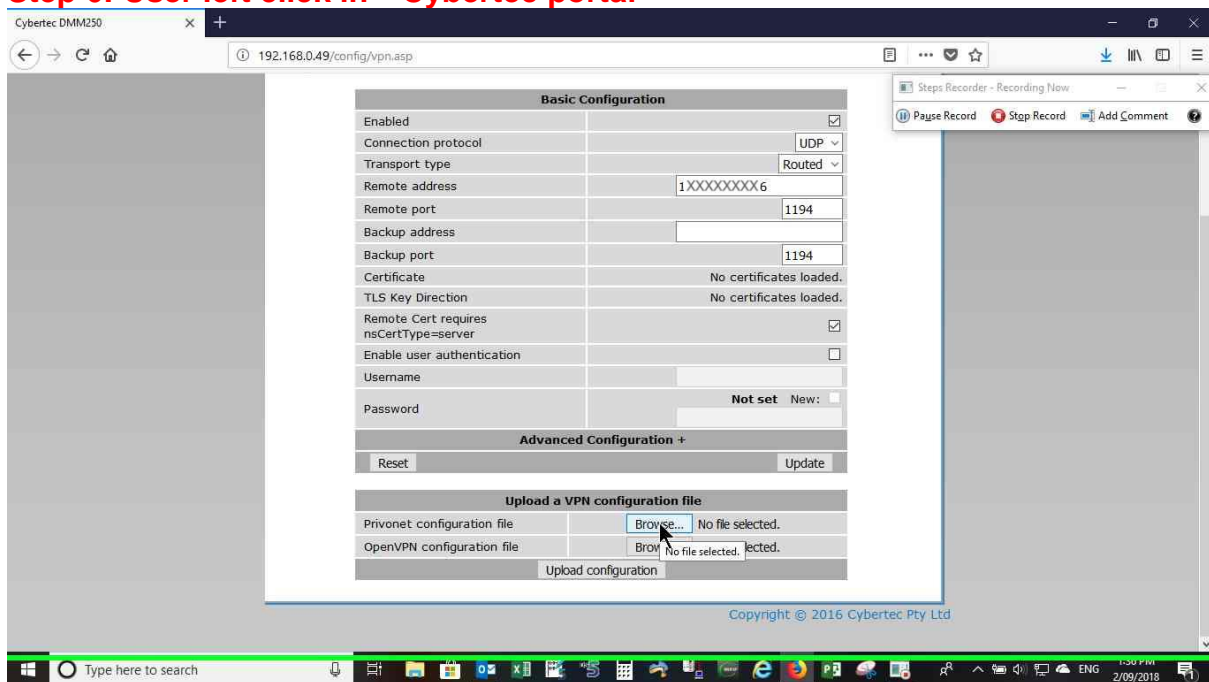 Cybertec DMM250
192.168.0.49/config/vpn.asp
Steps Recorder - Recording Now
Pause Record Stop Record Add Comment
Basic Configuration
Enabled
Connection protocol UDP
Transport type Routed
Remote address 1XXXXXXXX6
Remote port 1194
Backup address
Backup port 1194
Certificate No certificates loaded.
TLS Key Direction No certificates loaded.
Remote Cert requires
nsCertType=server
Enable user authentication
Username
Password Not set New:
Advanced Configuration +
Reset Update
Upload a VPN configuration file
Privonet configuration file Browse... No file selected.
OpenVPN configuration file
No file selected.
Upload configuration
Copyright © 2016 Cybertec Pty Ltd
Type here to search
ENG
2/09/2018